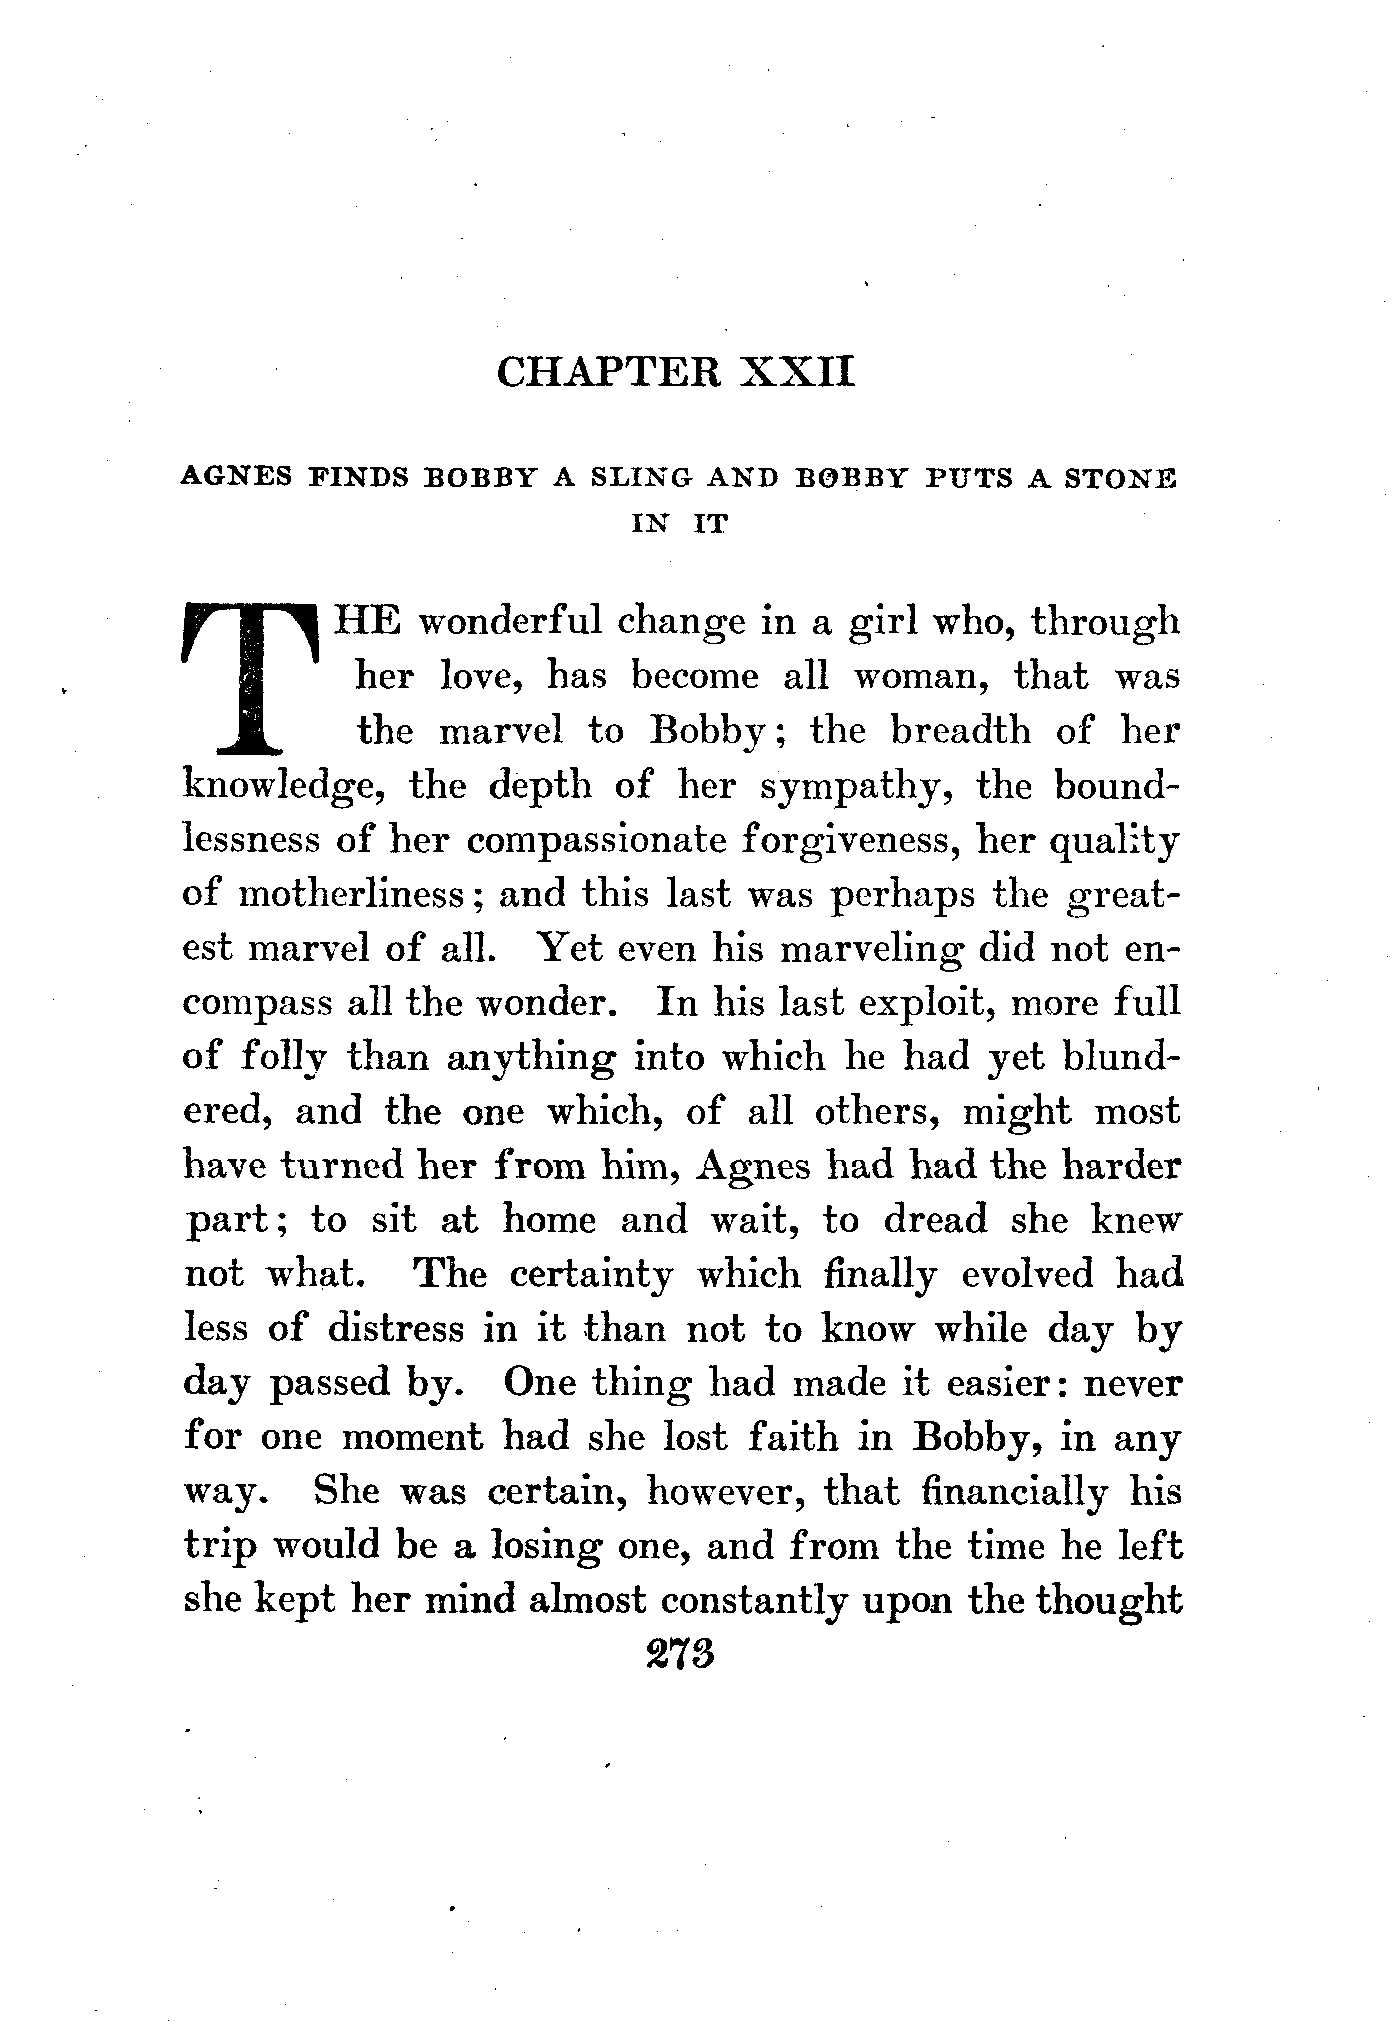 CHAPTER XXII
AGNES FINDS BOBBY A SLING AND BOBBY PUTS A STONE
IN IT
THE wonderful change in a girl who, through
her love, has become all woman, that was
the marvel to Bobby; the breadth of her
knowledge, the depth of her sympathy, the bound-
lessness of her compassionate forgiveness, her quality
of motherliness; and this last was perhaps the great-
est marvel of all. Yet even his marveling did not en-
compass all the wonder. In his last exploit, more full
of folly than anything into which he had yet blund-
ered, and the one which, of all others, might most
have turned her from him, Agnes had had the harder
part; to sit at home and wait, to dread she knew
not what. The certainty which finally evolved had
less of distress in it than not to know while day by
day passed by. One thing had made it easier: never
for one moment had she lost faith in Bobby, in any
way. She was certain, however, that financially his
trip would be a losing one, and from the time he left
she kept her mind almost constantly upon the thought
273